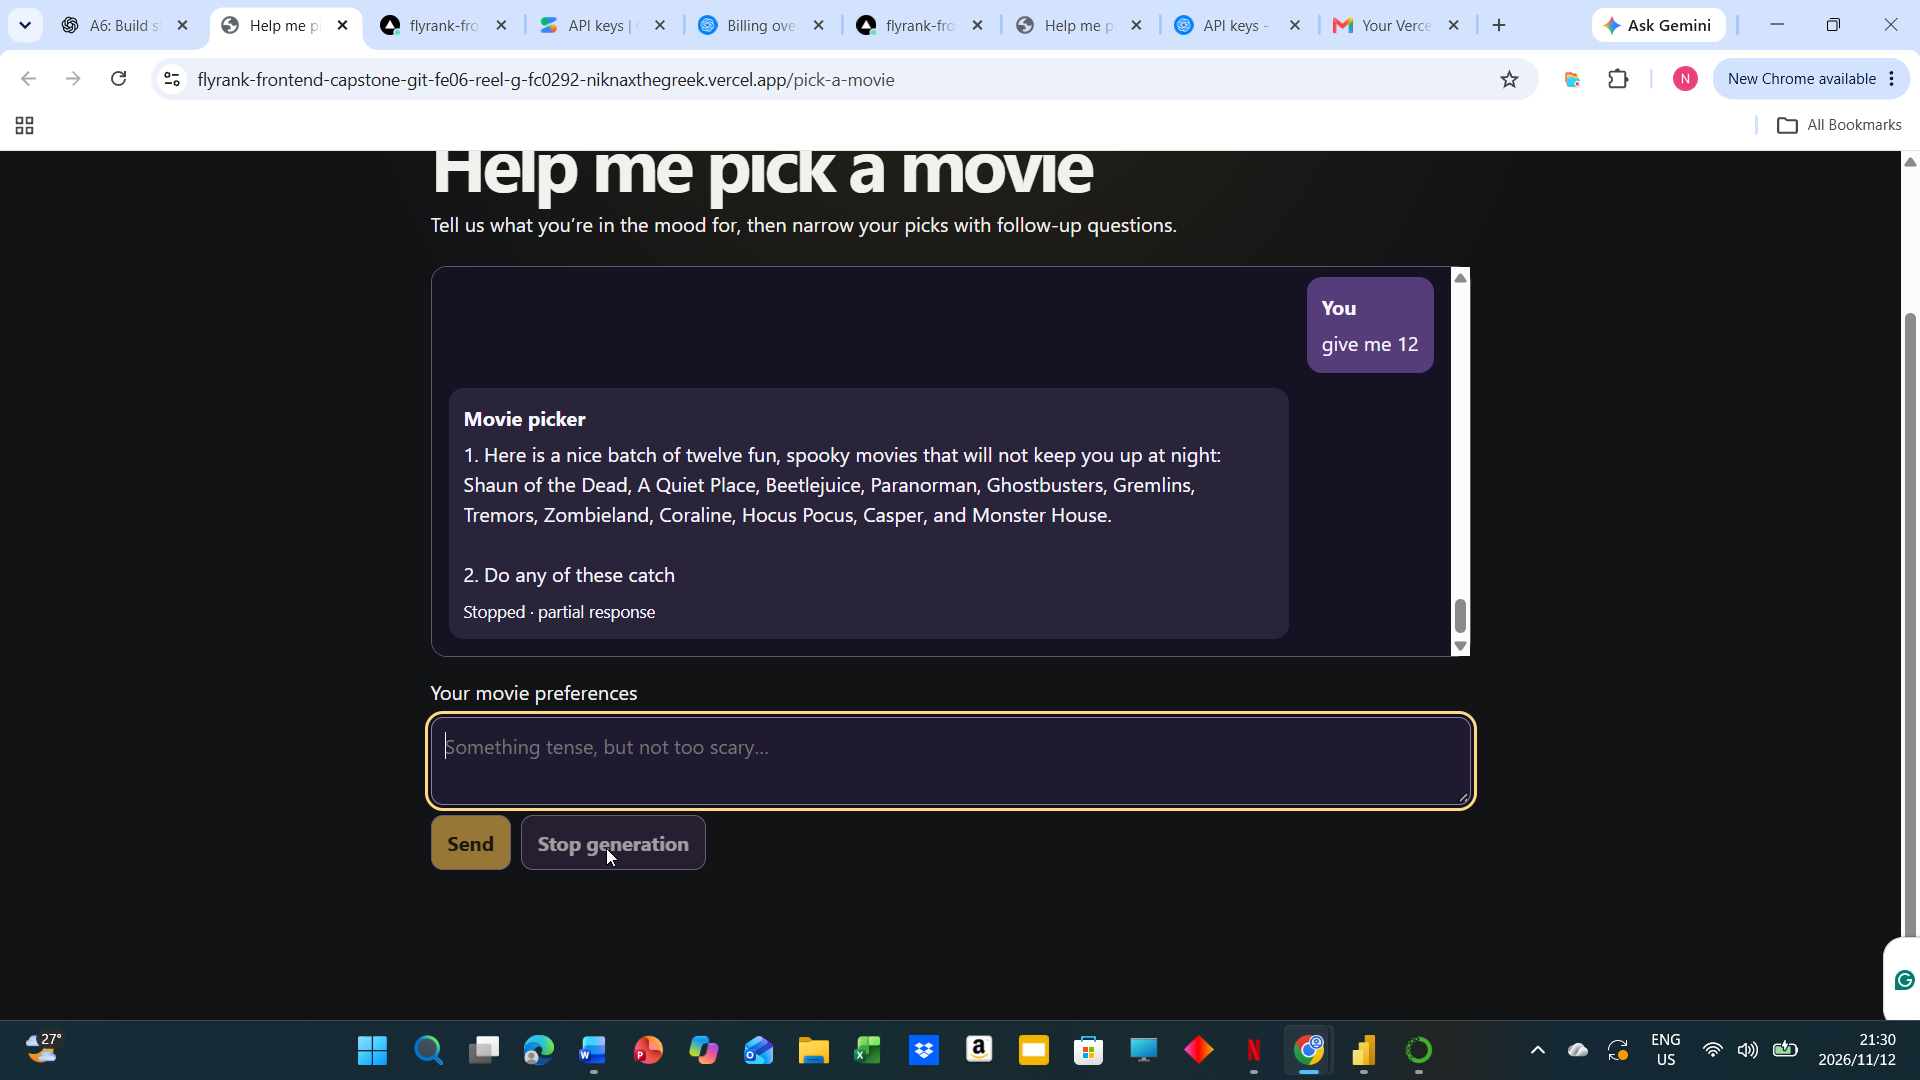 A6: Build s
Help me pi
flyrank-fro
API keys |
Billing ove
flyrank-fro
Help me p
API keys -
Your Verce
Ask Gemini
flyrank-frontend-capstone-git-fe06-reel-g-fc0292-niknaxthegreek.vercel.app/pick-a-movie
N
New Chrome available
All Bookmarks
Help me pick a movie
Tell us what you're in the mood for, then narrow your picks with follow-up questions.
You
give me 12
Movie picker
1. Here is a nice batch of twelve fun, spooky movies that will not keep you up at night:
Shaun of the Dead, A Quiet Place, Beetlejuice, Paranorman, Ghostbusters, Gremlins,
Tremors, Zombieland, Coraline, Hocus Pocus, Casper, and Monster House.
2. Do any of these catch
Stopped · partial response
Your movie preferences
Something tense, but not too scary...
Send
Stop generation
27°
ENG
US
21:30
2026/11/12